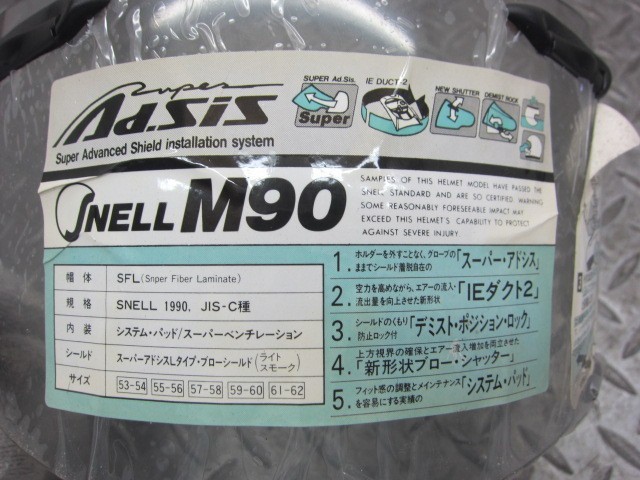 Super
Ad.Sis
Super Advanced Shield installation system
SUPER Ad.Sis.
Super
IE DUCT-2
NEW SHUTTER
DEMIST ROCK
SNELL M90
SAMPLES OF THIS HELMET MODEL HAVE PASSED THE
SNELL STANDARD AND ARE SO CERTIFIED WARNING
SOME REASONABLY FORESEEABLE IMPACT MAY
EXCEED THIS HELMET'S CAPABILITY TO PROTECT
AGAINST SEVERE INJURY.
帽体 SFL(Snper Fiber Laminate)
規格 SNELL 1990, JIS-C種
内装 システム・パッド/スーパーベンチレーション
シールド スーパーアドシスLタイプ・ブローシールド(ライトスモーク)
サイズ 53-54 55-56 57-58 59-60 61-62
1. ホルダーを外すことなく、グローブのままでシールド着脱自在の「スーパー・アドシス」
2. 空力を高めながら、エアーの流入・流出量を向上させた新形状「IEダクト2」
3. シールドのくもり防止ロック付「デミスト・ポジション・ロック」
4. 上方視界の確保とエアー流入増加を両立させた「新形状ブロー・シャッター」
5. フィット感の調整とメインテナンスを容易にする実績の「システム・パッド」